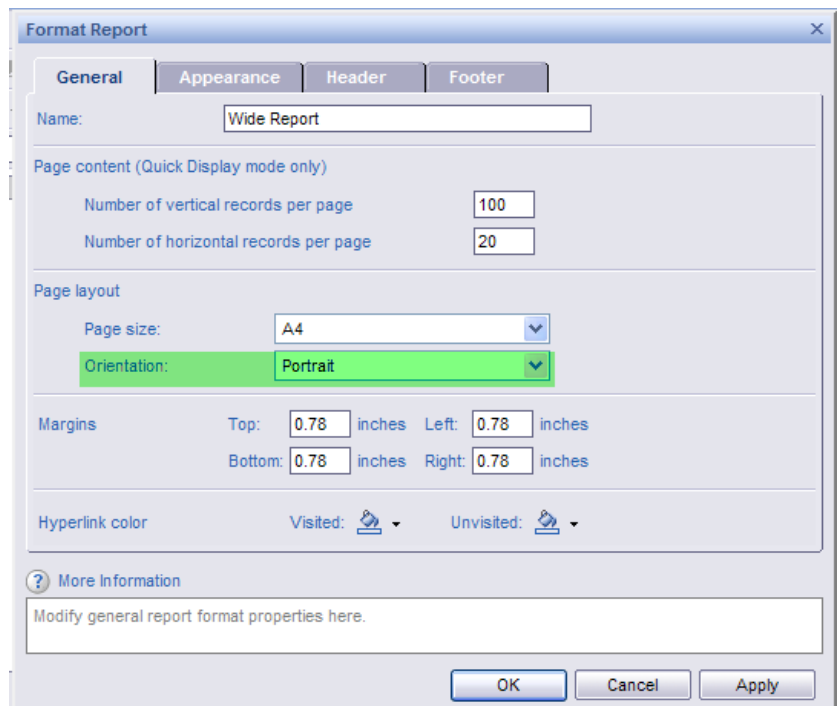 Format Report
General Appearance Header Footer
Name: Wide Report
Page content (Quick Display mode only)
Number of vertical records per page 100
Number of horizontal records per page 20
Page layout
Page size: A4
Orientation: Portrait
Margins Top: 0.78 inches Left: 0.78 inches
Bottom: 0.78 inches Right: 0.78 inches
Hyperlink color Visited: Unvisited:
? More Information
Modify general report format properties here.
OK Cancel Apply